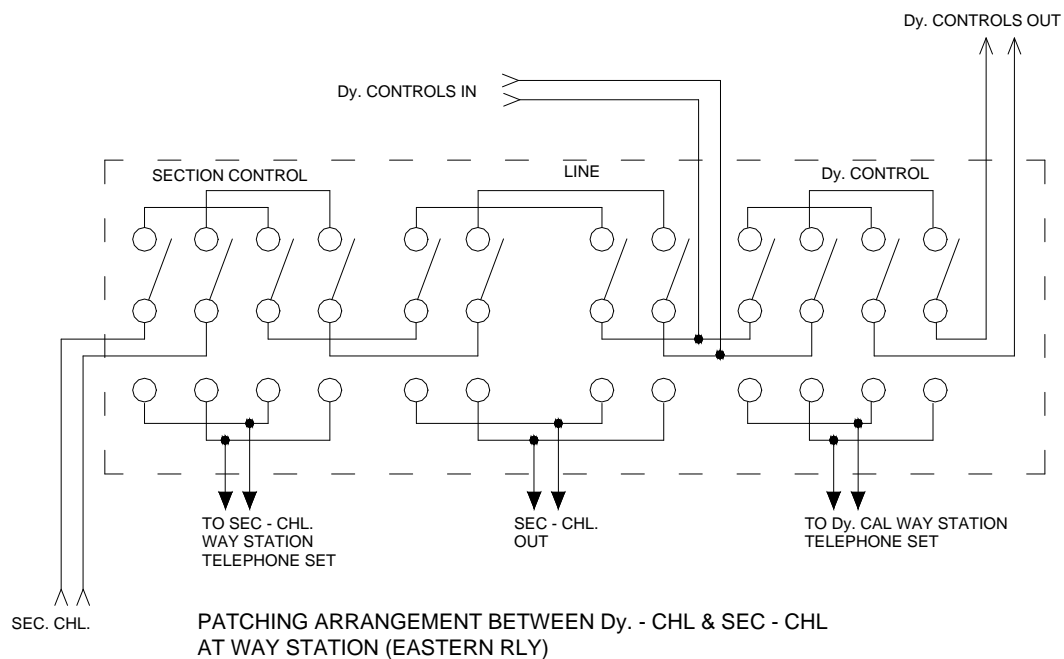 Dy. CONTROLS OUT
Dy. CONTROLS IN
SECTION CONTROL
LINE
Dy. CONTROL
TO SEC - CHL.
WAY STATION
TELEPHONE SET
SEC - CHL.
OUT
TO Dy. CAL WAY STATION
TELEPHONE SET
SEC. CHL.
PATCHING ARRANGEMENT BETWEEN Dy. - CHL & SEC - CHL
AT WAY STATION (EASTERN RLY)